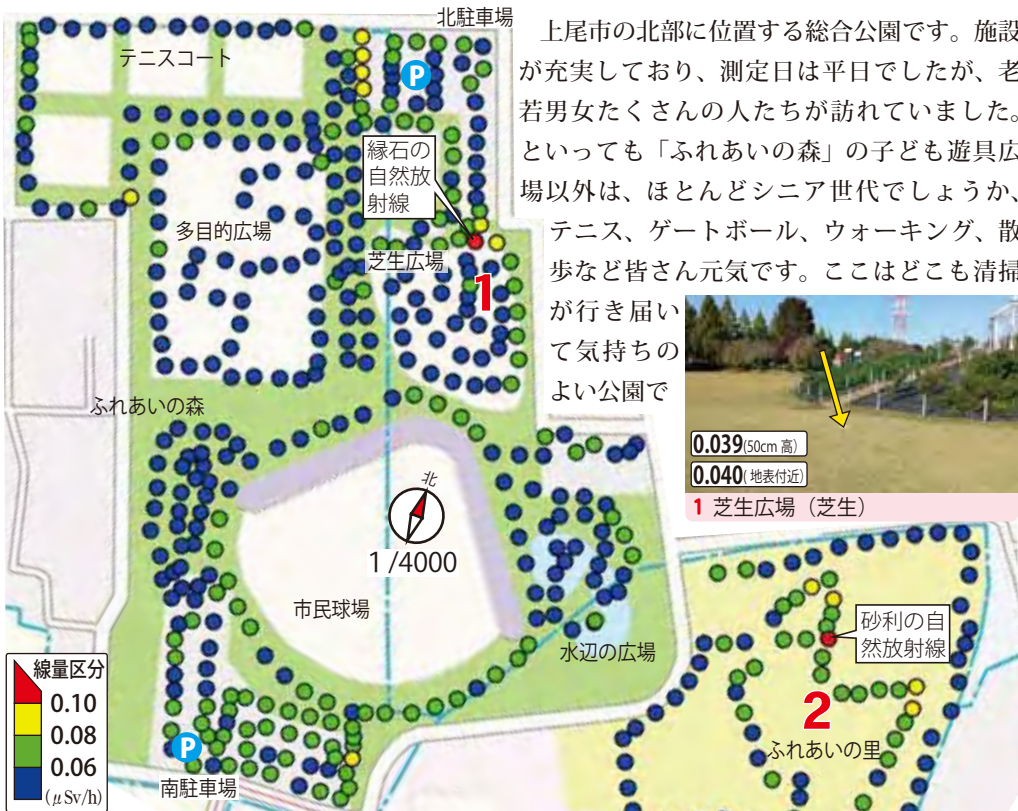 北駐車場
テニスコート
P
縁石の
自然放
射線
多目的広場
芝生広場
1
ふれあいの森
北
1/4000
市民球場
水辺の広場
砂利の自
然放射線
2
ふれあいの里
P
南駐車場
線量区分
0.10
0.08
0.06
(μSv/h)
上尾市の北部に位置する総合公園です。施設
が充実しており、測定日は平日でしたが、老
若男女たくさんの人たちが訪れていました。
といっても「ふれあいの森」の子ども遊具広
場以外は、ほとんどシニア世代でしょうか、
テニス、ゲートボール、ウォーキング、散
歩など皆さん元気です。ここはどこも清掃
が行き届い
て気持ちの
よい公園で
0.039(50cm 高)
0.040(地表付近)
1 芝生広場（芝生）